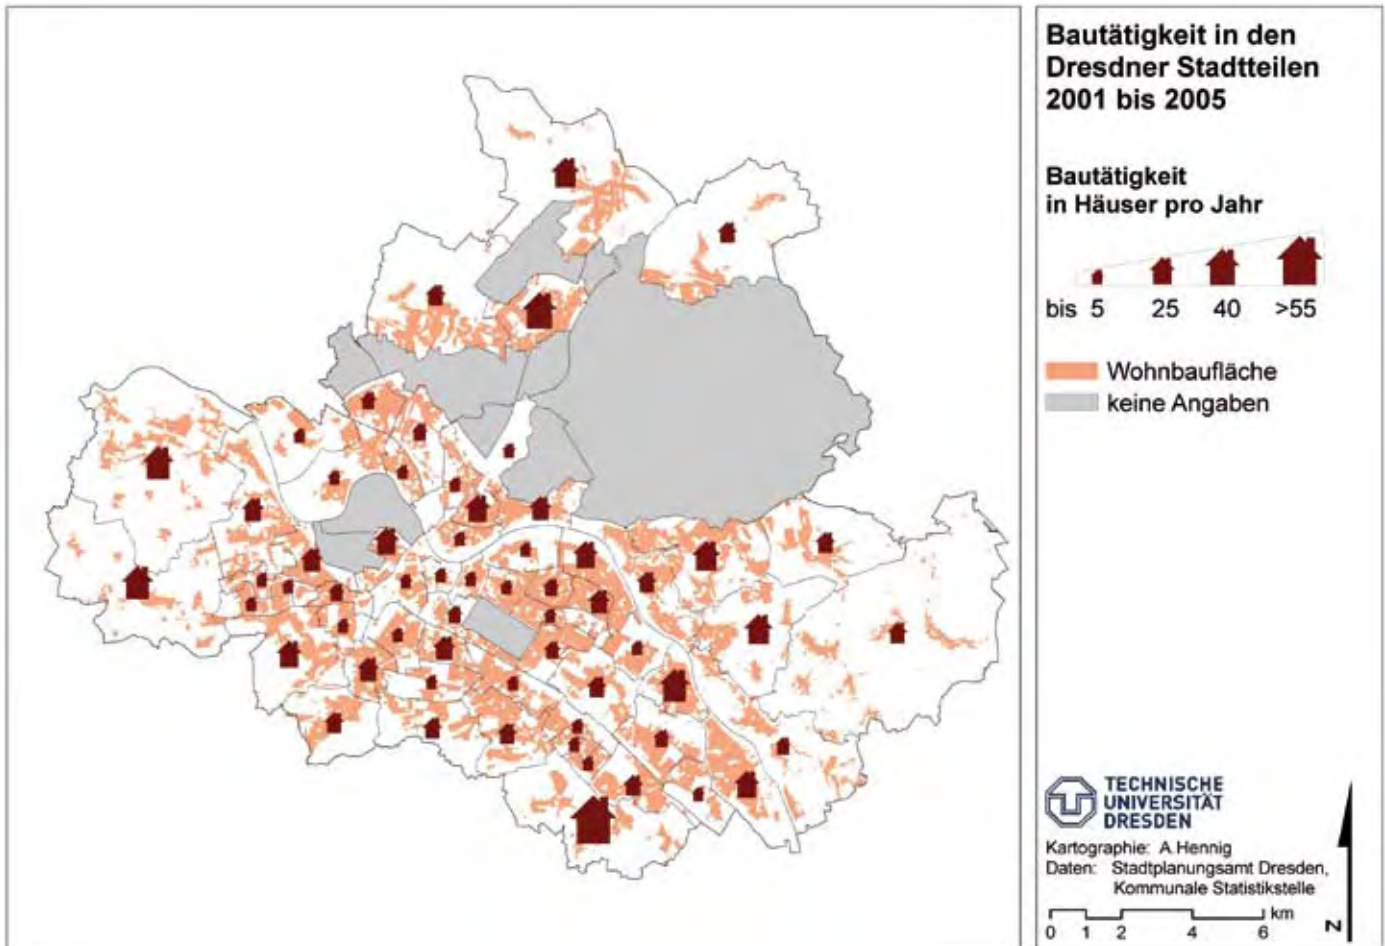 Bautätigkeit in den
Dresdner Stadtteilen
2001 bis 2005
Bautätigkeit
in Häuser pro Jahr
bis 5 25 40 >55
Wohnbaufläche
keine Angaben
TECHNISCHE
UNIVERSITÄT
DRESDEN
Kartographie: A.Hennig
Daten: Stadtplanungsamt Dresden,
Kommunale Statistikstelle
km
0 1 2 4 6
N